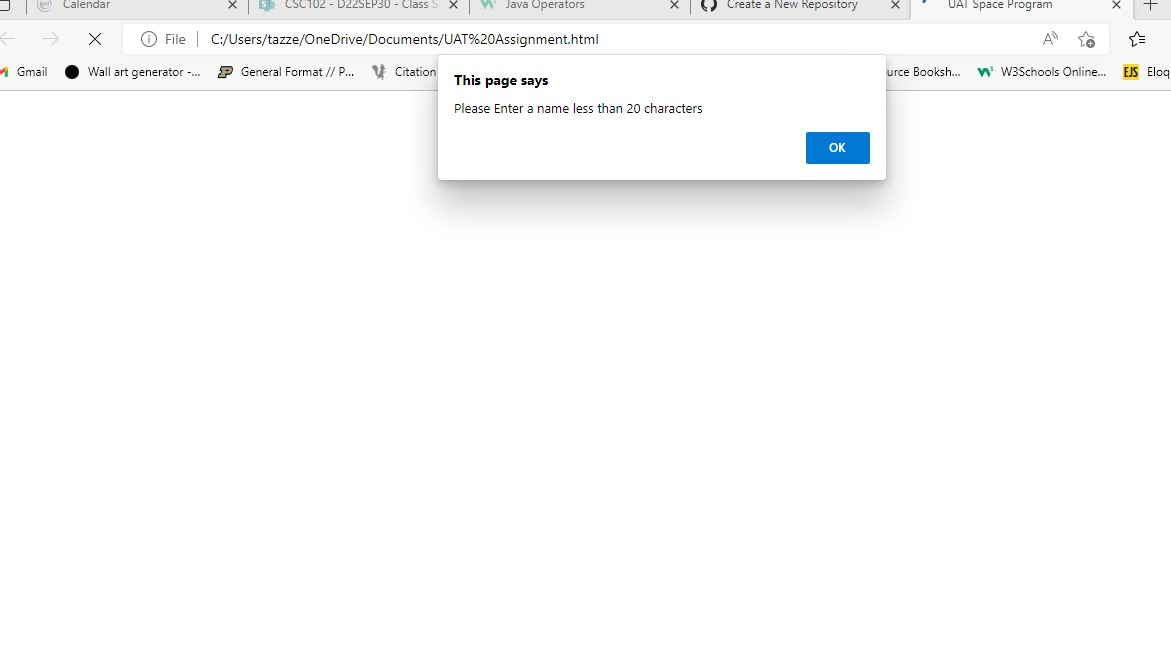 Calendar
CSC102 - D22SEP30 - Class S
Java Operators
Create a New Repository
UAT Space Program
File
C:/Users/tazze/OneDrive/Documents/UAT%20Assignment.html
Gmail
Wall art generator -...
General Format // P...
Citation
urce Booksh...
W3Schools Online...
EJS
Eloq
This page says
Please Enter a name less than 20 characters
OK